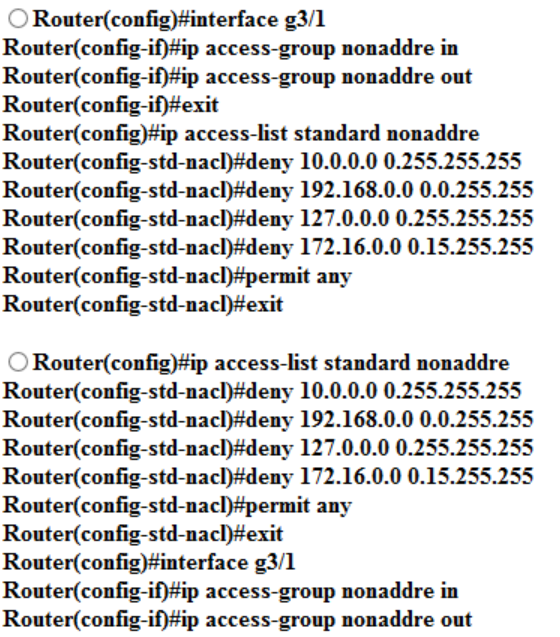 Router(config)#interface g3/1
Router(config-if)#ip access-group nonaddre in
Router(config-if)#ip access-group nonaddre out
Router(config-if)#exit
Router(config)#ip access-list standard nonaddre
Router(config-std-nacl)#deny 10.0.0.0 0.255.255.255
Router(config-std-nacl)#deny 192.168.0.0 0.0.255.255
Router(config-std-nacl)#deny 127.0.0.0 0.255.255.255
Router(config-std-nacl)#deny 172.16.0.0 0.15.255.255
Router(config-std-nacl)#permit any
Router(config-std-nacl)#exit
Router(config)#ip access-list standard nonaddre
Router(config-std-nacl)#deny 10.0.0.0 0.255.255.255
Router(config-std-nacl)#deny 192.168.0.0 0.0.255.255
Router(config-std-nacl)#deny 127.0.0.0 0.255.255.255
Router(config-std-nacl)#deny 172.16.0.0 0.15.255.255
Router(config-std-nacl)#permit any
Router(config-std-nacl)#exit
Router(config)#interface g3/1
Router(config-if)#ip access-group nonaddre in
Router(config-if)#ip access-group nonaddre out